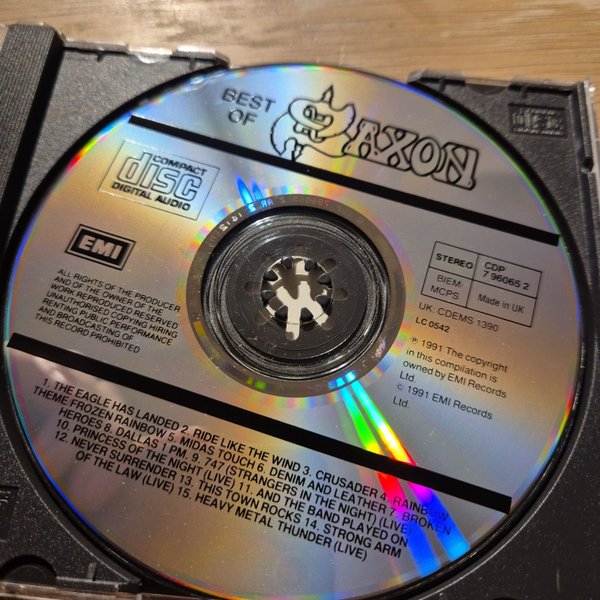 BEST
OF
SAXON
COMPACT
disc
DIGITAL AUDIO
EMI
ALL RIGHTS OF THE PRODUCER
AND OF THE OWNER OF THE
WORK REPRODUCED RESERVED
UNAUTHORISED COPYING HIRING
RENTING PUBLIC PERFORMANCE
AND BROADCASTING OF
THIS RECORD PROHIBITED
STEREO
CDP
7 96065 2
BIEM/
MCPS
Made in UK
UK: CDEMS 1390
LC 0542
℗ 1991 The copyright
in this compilation is
owned by EMI Records
Ltd.
© 1991 EMI Records
Ltd.
1. THE EAGLE HAS LANDED 2. RIDE LIKE THE WIND 3. CRUSADER 4. RAINBOW
THEME FROZEN RAINBOW 5. MIDAS TOUCH 6. DENIM AND LEATHER 7. BROKEN
HEROES 8. DALLAS 1 PM. 9. 747 (STRANGERS IN THE NIGHT) (LIVE)
10. PRINCESS OF THE NIGHT (LIVE) 11. AND THE BAND PLAYED ON
12. NEVER SURRENDER 13. THIS TOWN ROCKS 14. STRONG ARM
OF THE LAW (LIVE) 15. HEAVY METAL THUNDER (LIVE)